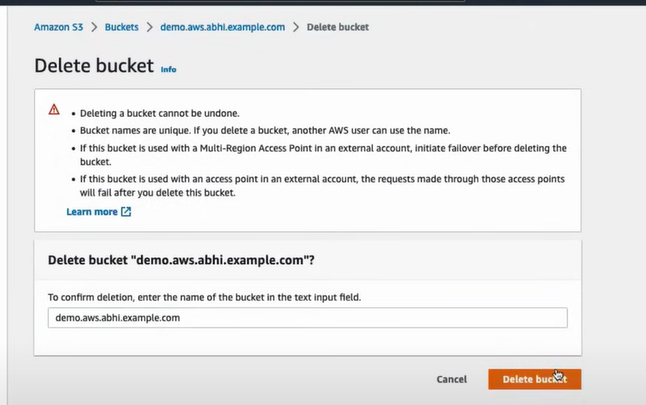 Amazon S3 > Buckets > demo.aws.abhi.example.com > Delete bucket
Delete bucket Info
• Deleting a bucket cannot be undone.
• Bucket names are unique. If you delete a bucket, another AWS user can use the name.
• If this bucket is used with a Multi-Region Access Point in an external account, initiate failover before deleting the
bucket.
• If this bucket is used with an access point in an external account, the requests made through those access points
will fail after you delete this bucket.
Learn more
Delete bucket "demo.aws.abhi.example.com"?
To confirm deletion, enter the name of the bucket in the text input field.
demo.aws.abhi.example.com
Cancel
Delete bucket